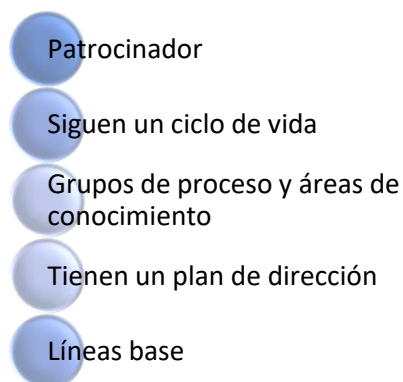 Patrocinador
Siguen un ciclo de vida
Grupos de proceso y áreas de
conocimiento
Tienen un plan de dirección
Líneas base